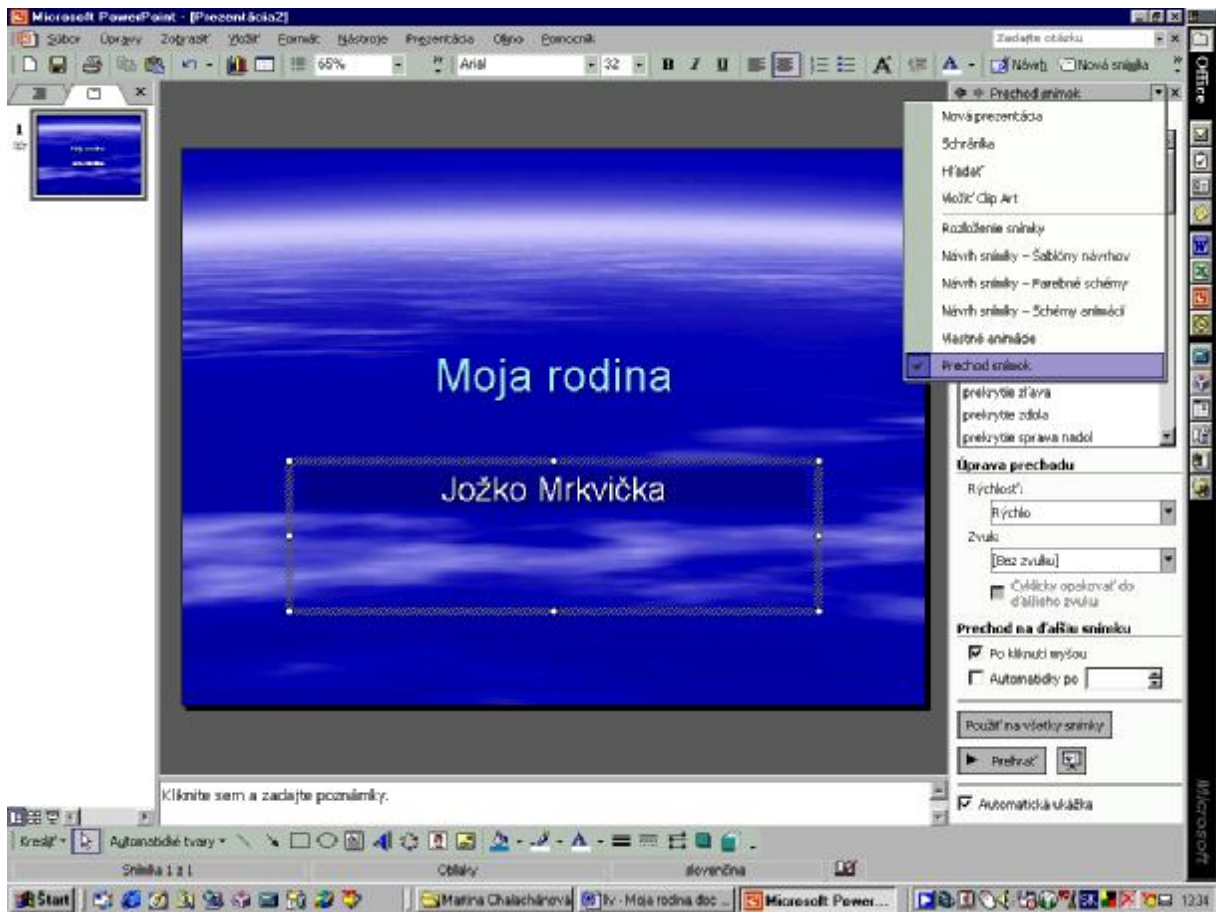 Microsoft PowerPoint - [Prezentácia2]
Súbor Úpravy Zobraziť Vložiť Formát Nástroje Prezentácia Okno Pomocník
Zadajte otázku
65% Arial 32 B I U Návrh Nová snímka
Office
Prechod snímok
Nová prezentácia
Schránka
Hľadať
Vložiť Clip Art
Rozloženie snímky
Návrh snímky – Šablóny návrhov
Návrh snímky – Farebné schémy
Návrh snímky – Schémy animácií
Vlastné animácie
Prechod snímok
prekrytie zľava
prekrytie zdola
prekrytie sprava nadol
1
Moja rodina
Jožko Mrkvička
Úprava prechodu
Rýchlosť:
Rýchlo
Zvuk:
[Bez zvuku]
Cyklicky opakovať do
ďalšieho zvuku
Prechod na ďalšiu snímku
Po kliknutí myšou
Automaticky po
Použiť na všetky snímky
Prehrať
Automatická ukážka
Microsoft
Kliknite sem a zadajte poznámky.
Kresliť Automatické tvary
Snímka 1 z 1 Oblaky slovenčina
Štart Martina Chalachánová Moja rodina.doc ... Microsoft Power... 12:34